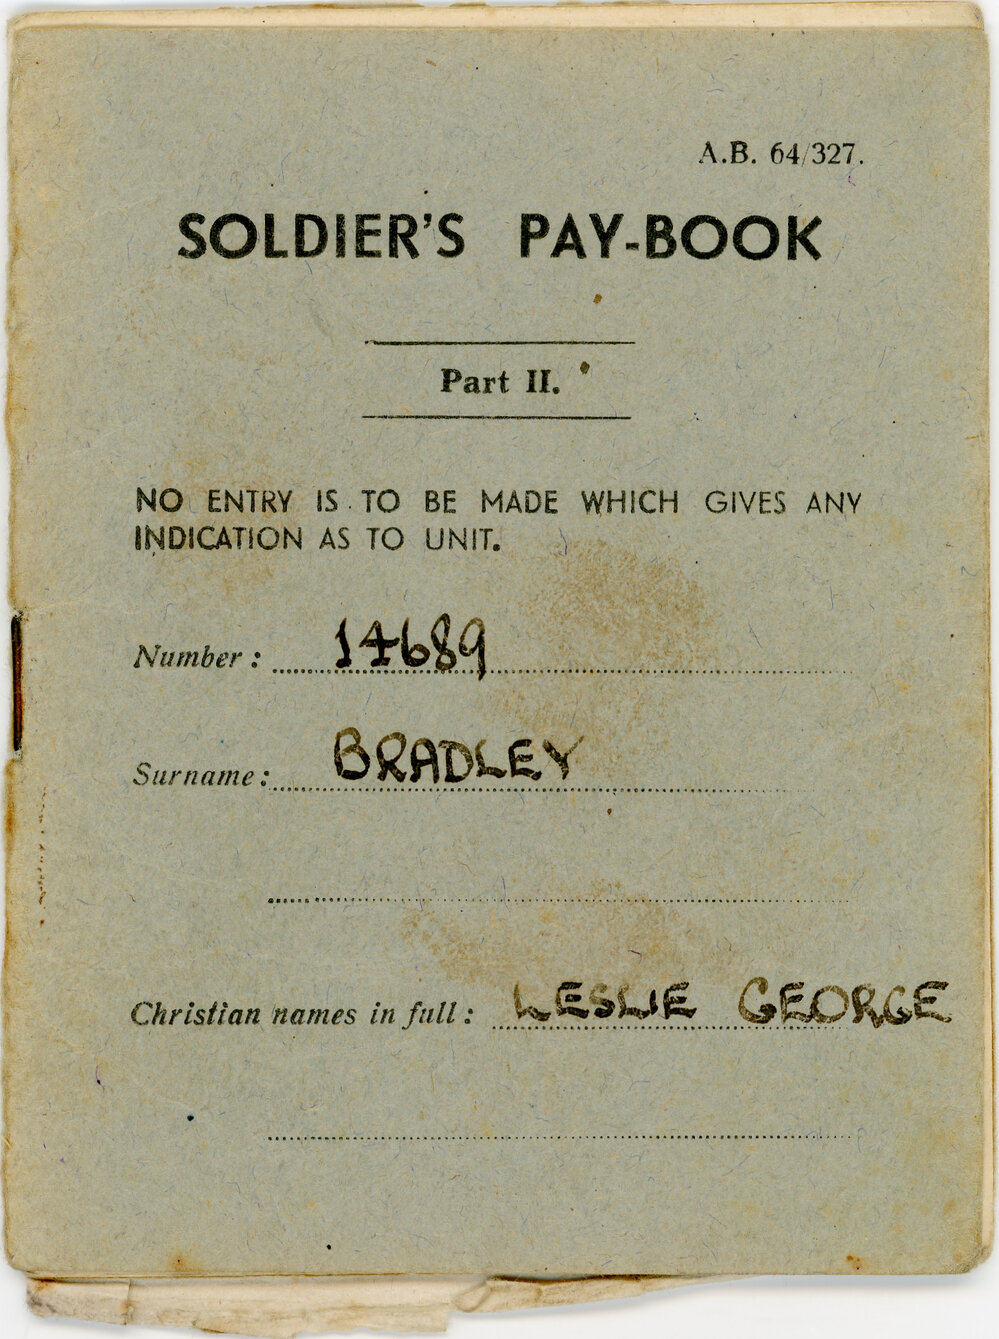 A.B. 64/327.
SOLDIER'S PAY-BOOK
Part II.
NO ENTRY IS TO BE MADE WHICH GIVES ANY
INDICATION AS TO UNIT.
Number : 14689
Surname : BRADLEY
Christian names in full : LESLIE GEORGE